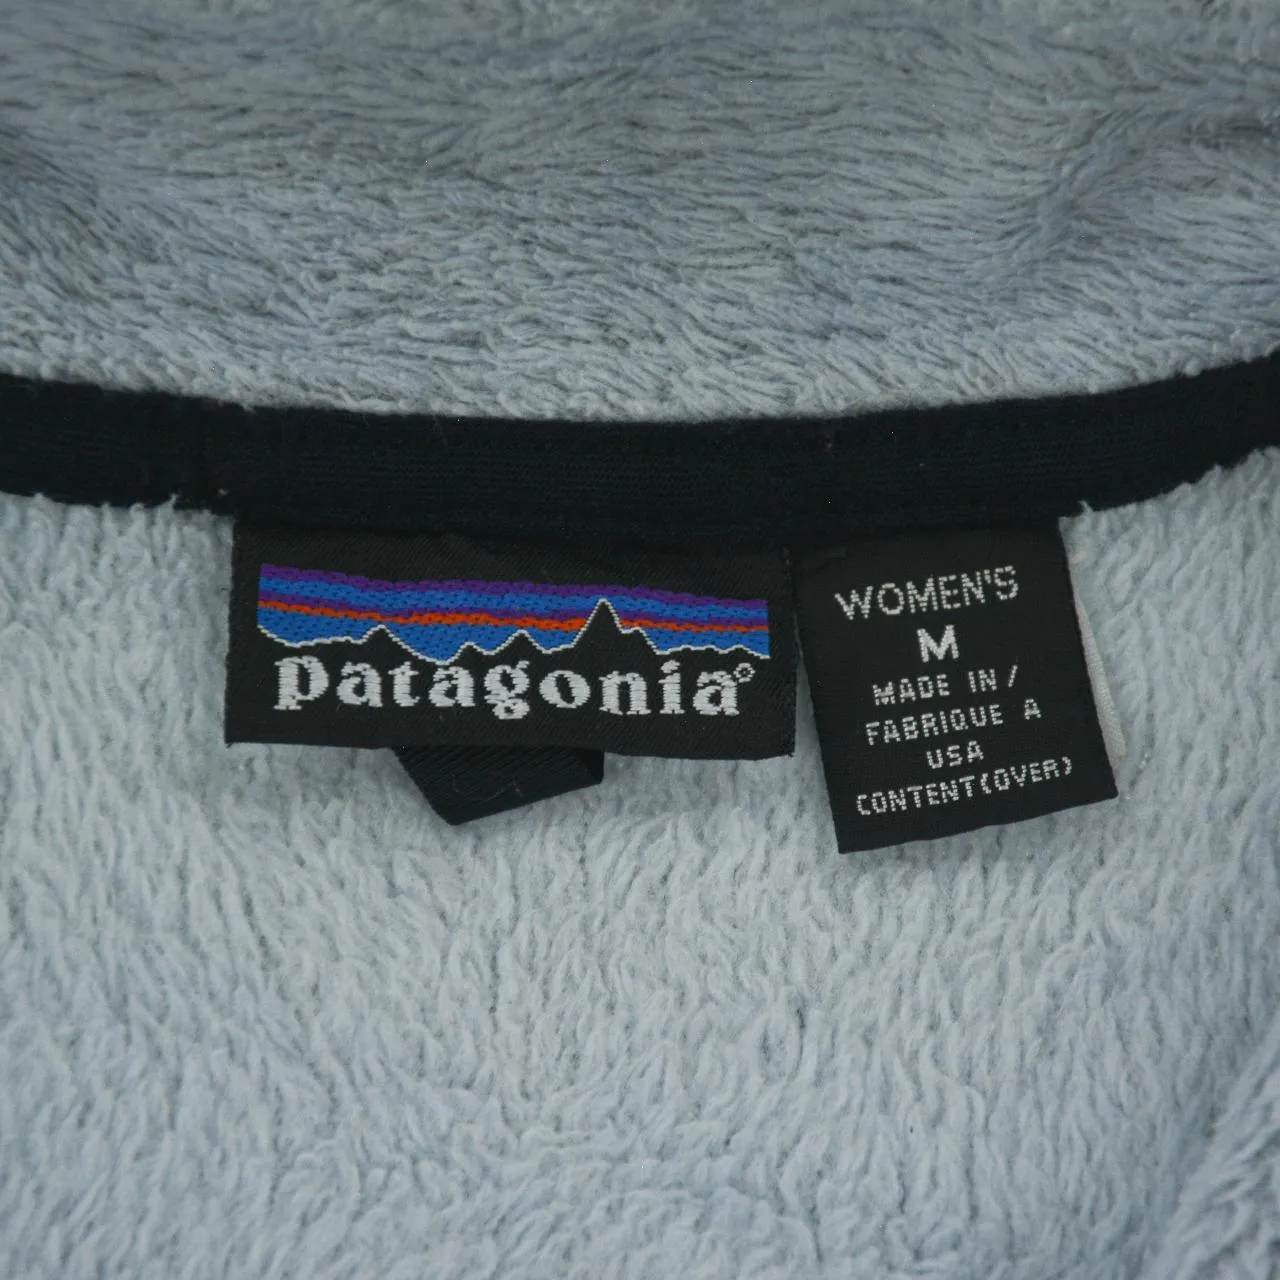 patagonia®
WOMEN'S
M
MADE IN/
FABRIQUE A
USA
CONTENT(OVER)